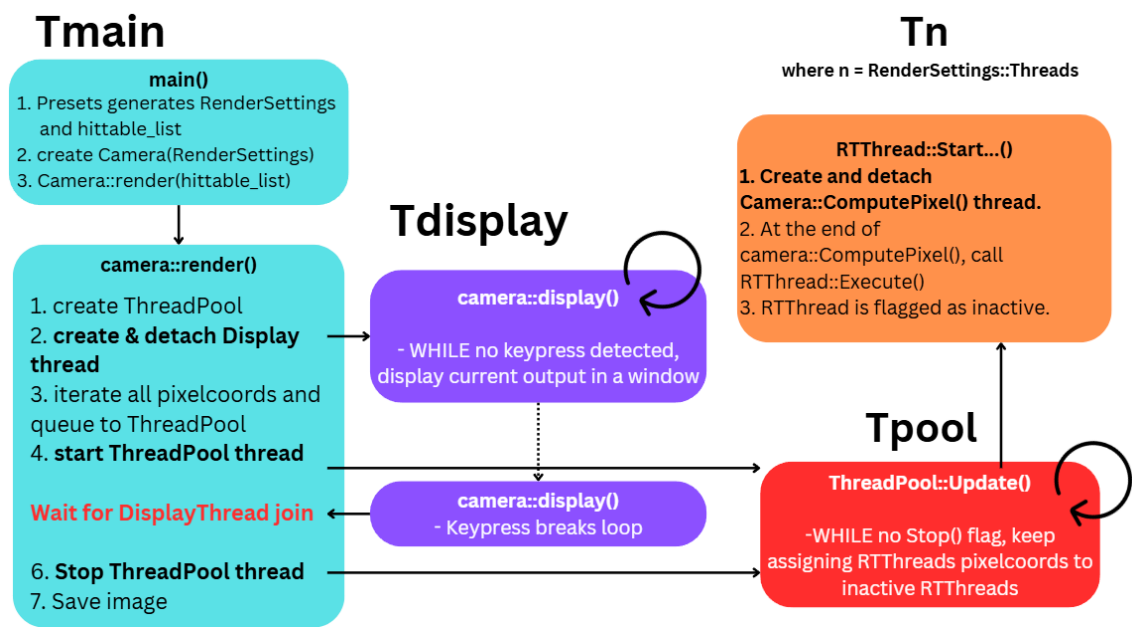 Tmain
main()
1. Presets generates RenderSettings
and hittable_list
2. create Camera(RenderSettings)
3. Camera::render(hittable_list)
camera::render()
1. create ThreadPool
2. create & detach Display
thread
3. iterate all pixelcoords and
queue to ThreadPool
4. start ThreadPool thread
Wait for DisplayThread join
6. Stop ThreadPool thread
7. Save image
Tdisplay
camera::display()
- WHILE no keypress detected,
display current output in a window
camera::display()
- Keypress breaks loop
Tn
where n = RenderSettings::Threads
RTThread::Start...()
1. Create and detach
Camera::ComputePixel() thread.
2. At the end of
camera::ComputePixel(), call
RTThread::Execute()
3. RTThread is flagged as inactive.
Tpool
ThreadPool::Update()
-WHILE no Stop() flag, keep
assigning RTThreads pixelcoords to
inactive RTThreads